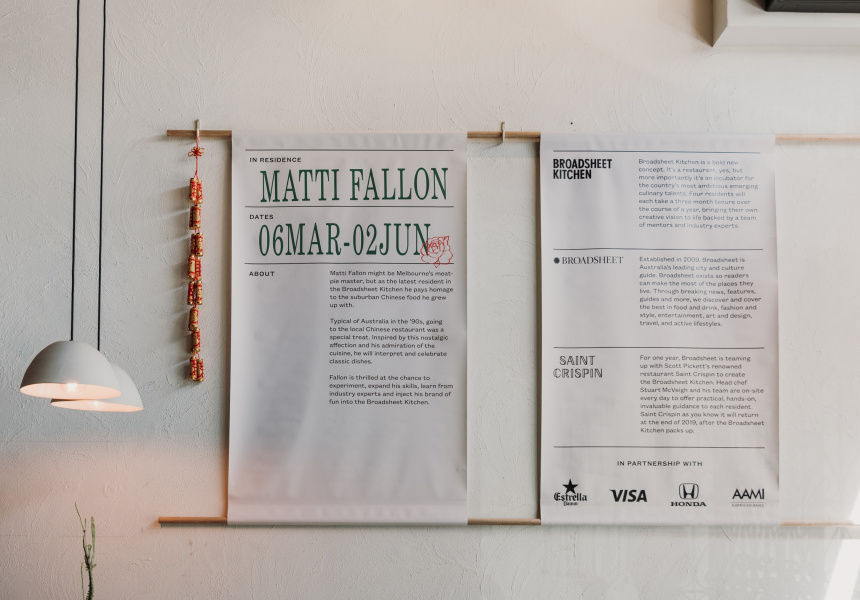 IN RESIDENCE
MATTI FALLON
DATES
06MAR-02JUN
ABOUT
Matti Fallon might be Melbourne's meat-
pie master, but as the latest resident in
the Broadsheet Kitchen he pays homage
to the suburban Chinese food he grew
up with.
Typical of Australia in the '90s, going
to the local Chinese restaurant was a
special treat. Inspired by this nostalgic
affection and his admiration of the
cuisine, he will interpret and celebrate
classic dishes.
Fallon is thrilled at the chance to
experiment, expand his skills, learn from
industry experts and inject his brand of
fun into the Broadsheet Kitchen.
BROADSHEET
KITCHEN
Broadsheet Kitchen is a bold new
concept. It's a restaurant, yes, but
more importantly it's an incubator for
the country's most ambitious emerging
culinary talents. Four residents will
each take a three month tenure over
the course of a year, bringing their own
creative vision to life backed by a team
of mentors and industry experts.
BROADSHEET
Established in 2009, Broadsheet is
Australia's leading city and culture
guide. Broadsheet exists so readers
can make the most of the places they
live. Through breaking news, features,
guides and more, we discover and cover
the best in food and drink, fashion and
style, entertainment, art and design,
travel, and active lifestyles.
SAINT
CRISPIN
For one year, Broadsheet is teaming
up with Scott Pickett's renowned
restaurant Saint Crispin to create
the Broadsheet Kitchen. Head chef
Stuart McVeigh and his team are on-site
every day to offer practical, hands-on,
invaluable guidance to each resident.
Saint Crispin as you know it will return
at the end of 2019, after the Broadsheet
Kitchen packs up.
IN PARTNERSHIP WITH
Estrella
Damm
VISA
HONDA
AAMI